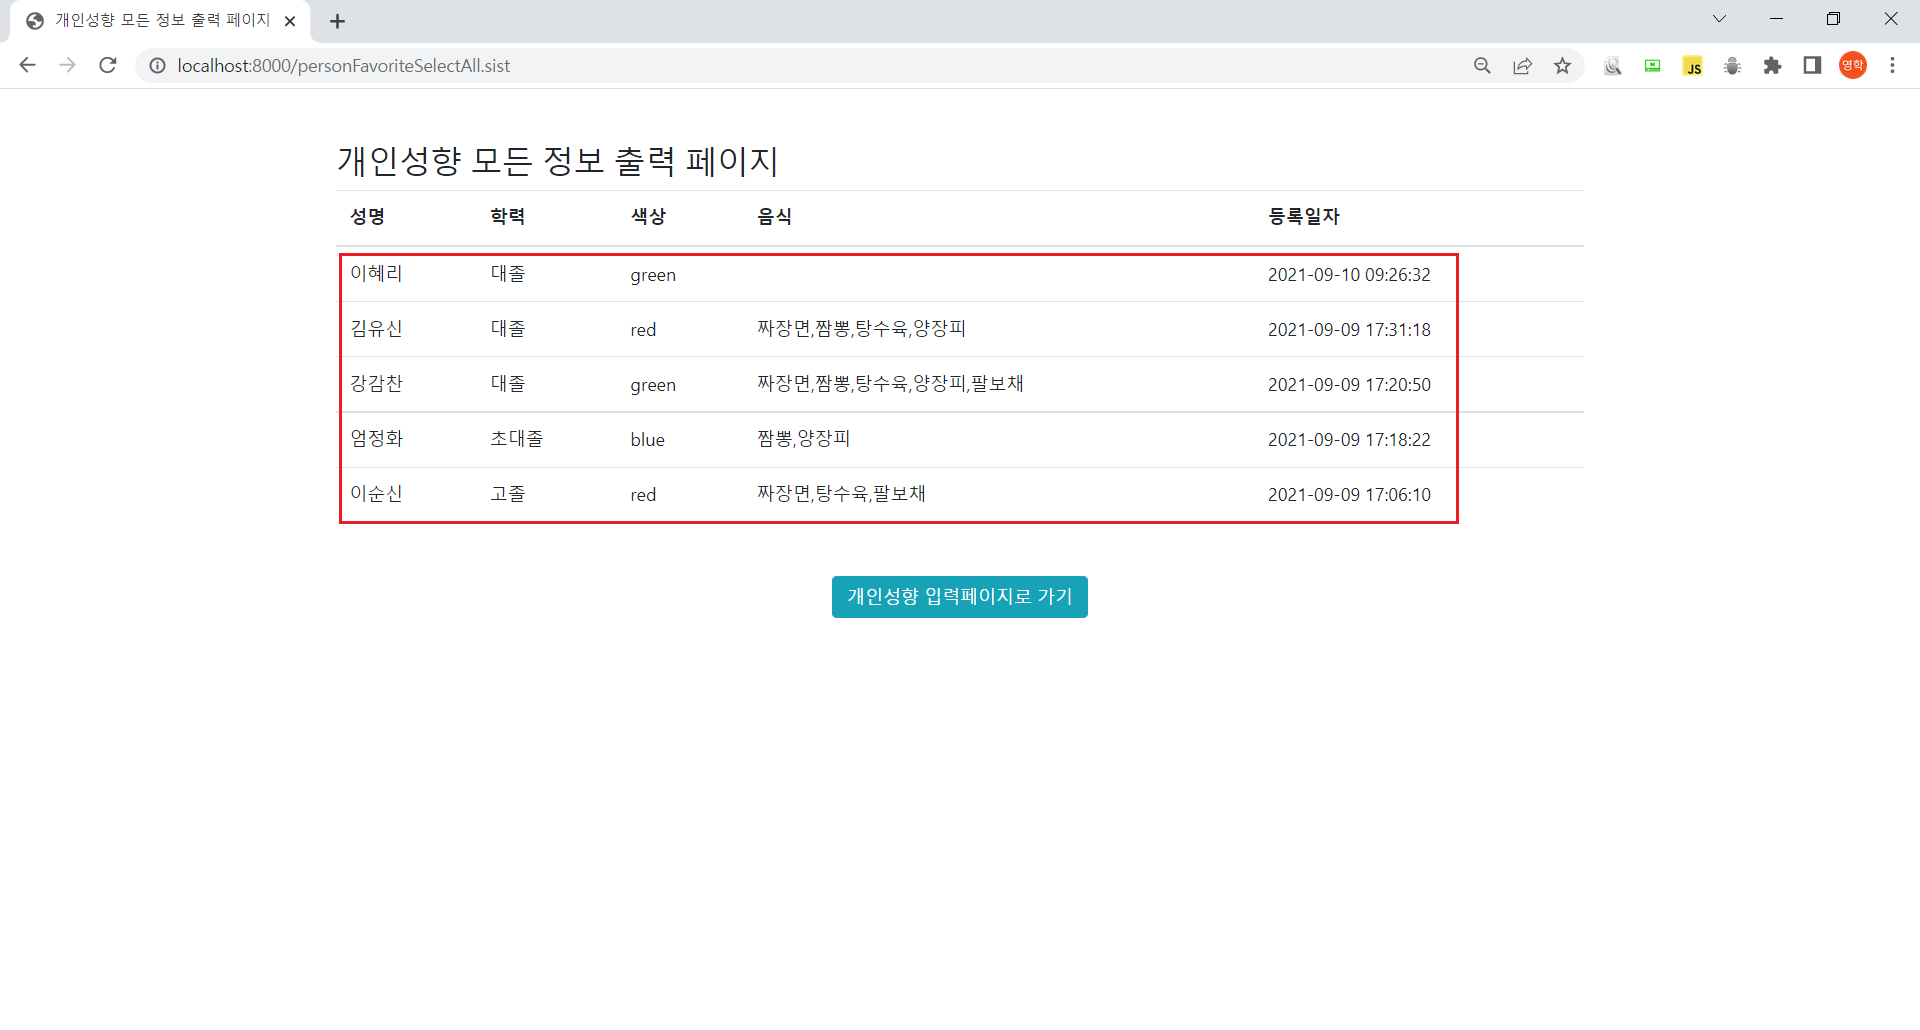 개인성향 모든 정보 출력 페이지
localhost:8000/personFavoriteSelectAll.sist
JS
영학
개인성향 모든 정보 출력 페이지
성명 학력 색상 음식 등록일자
이혜리 대졸 green 2021-09-10 09:26:32
김유신 대졸 red 짜장면,짬뽕,탕수육,양장피 2021-09-09 17:31:18
강감찬 대졸 green 짜장면,짬뽕,탕수육,양장피,팔보채 2021-09-09 17:20:50
엄정화 초대졸 blue 짬뽕,양장피 2021-09-09 17:18:22
이순신 고졸 red 짜장면,탕수육,팔보채 2021-09-09 17:06:10
개인성향 입력페이지로 가기